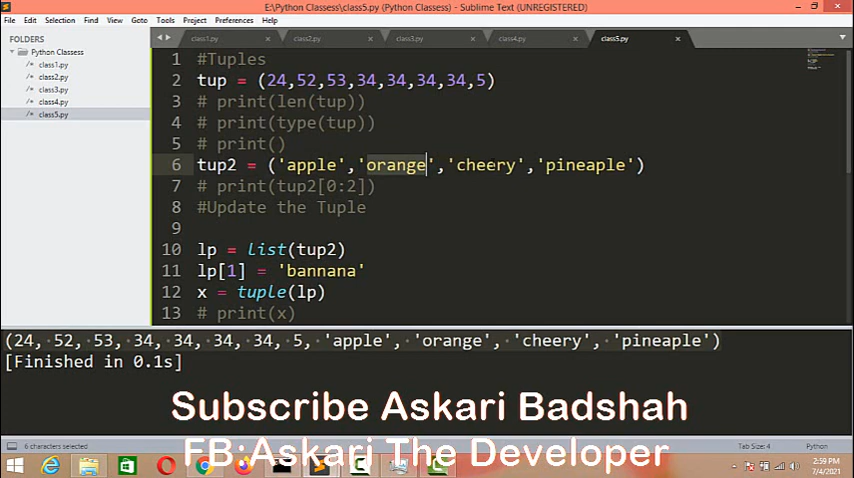 E:\Python Classess\class5.py (Python Classess) - Sublime Text (UNREGISTERED)
File Edit Selection Find View Goto Tools Project Preferences Help
FOLDERS
Python Classess
class1.py
class2.py
class3.py
class4.py
class5.py
class1.py class2.py class3.py class4.py class5.py
1 #Tuples
2 tup = (24,52,53,34,34,34,34,5)
3 # print(len(tup))
4 # print(type(tup))
5 # print()
6 tup2 = ('apple','orange','cheery','pineaple')
7 # print(tup2[0:2])
8 #Update the Tuple
9
10 lp = list(tup2)
11 lp[1] = 'bannana'
12 x = tuple(lp)
13 # print(x)
(24, 52, 53, 34, 34, 34, 34, 5, 'apple', 'orange', 'cheery', 'pineaple')
[Finished in 0.1s]
Subscribe Askari Badshah
FB:Askari The Developer
6 characters selected Tab Size: 4 Python
2:59 PM
7/4/2021